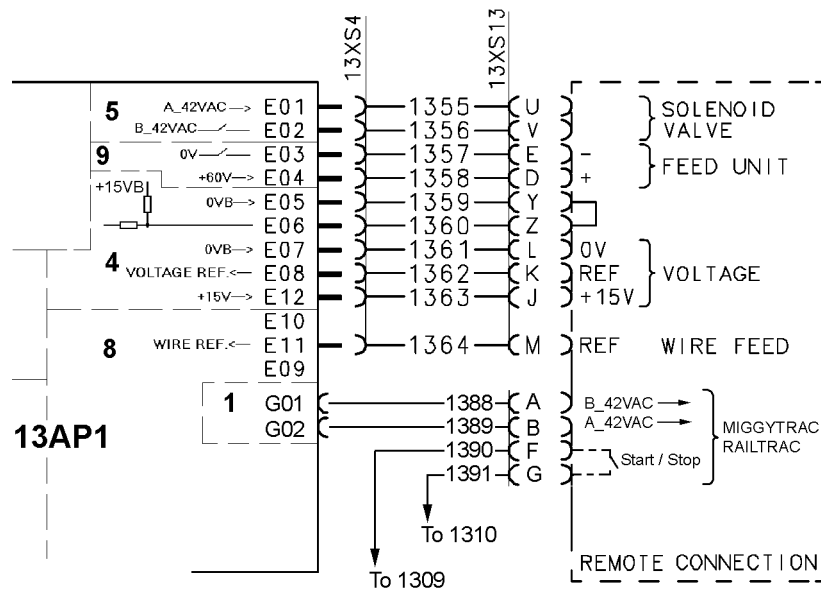 13XS4 13XS13
5 A_42VAC E01 1355 U SOLENOID
B_42VAC E02 1356 V VALVE
9 0V E03 1357 E - FEED UNIT
+60V E04 1358 D +
+15VB 0VB E05 1359 Y
E06 1360 Z
0VB E07 1361 L 0V
4 VOLTAGE REF. E08 1362 K REF VOLTAGE
+15V E12 1363 J +15V
E10
8 WIRE REF. E11 1364 M REF WIRE FEED
E09
1 G01 1388 A B_42VAC
13AP1 G02 1389 B A_42VAC MIGGYTRAC
1390 F RAILTRAC
1391 G Start / Stop
To 1310
To 1309
REMOTE CONNECTION